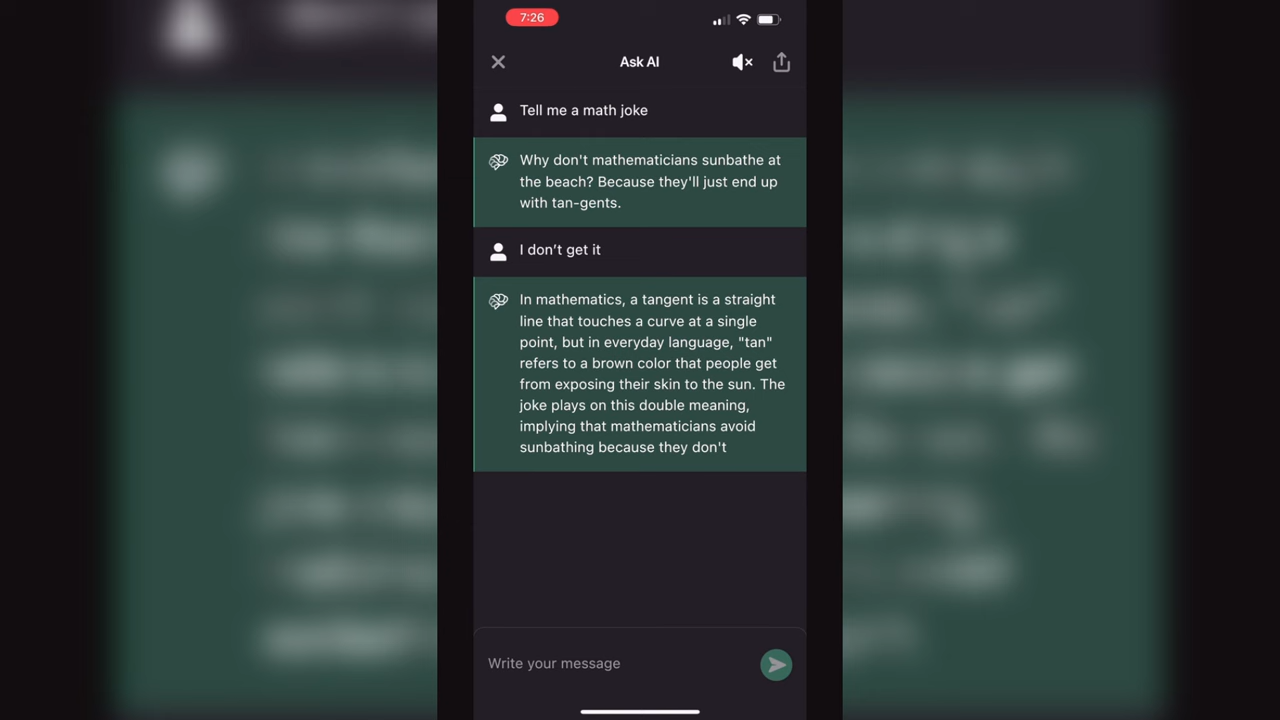 7:26
Ask AI
Tell me a math joke
Why don't mathematicians sunbathe at
the beach? Because they'll just end up
with tan-gents.
I don’t get it
In mathematics, a tangent is a straight
line that touches a curve at a single
point, but in everyday language, "tan"
refers to a brown color that people get
from exposing their skin to the sun. The
joke plays on this double meaning,
implying that mathematicians avoid
sunbathing because they don't
Write your message